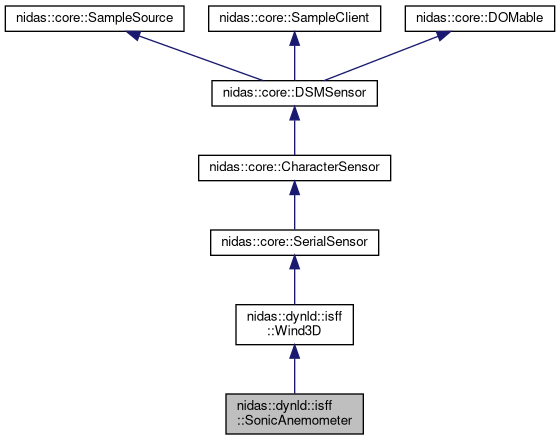 nidas::core::SampleSource
nidas::core::SampleClient
nidas::core::DOMable
nidas::core::DSMSensor
nidas::core::CharacterSensor
nidas::core::SerialSensor
nidas::dynld::isff
::Wind3D
nidas::dynld::isff
::SonicAnemometer